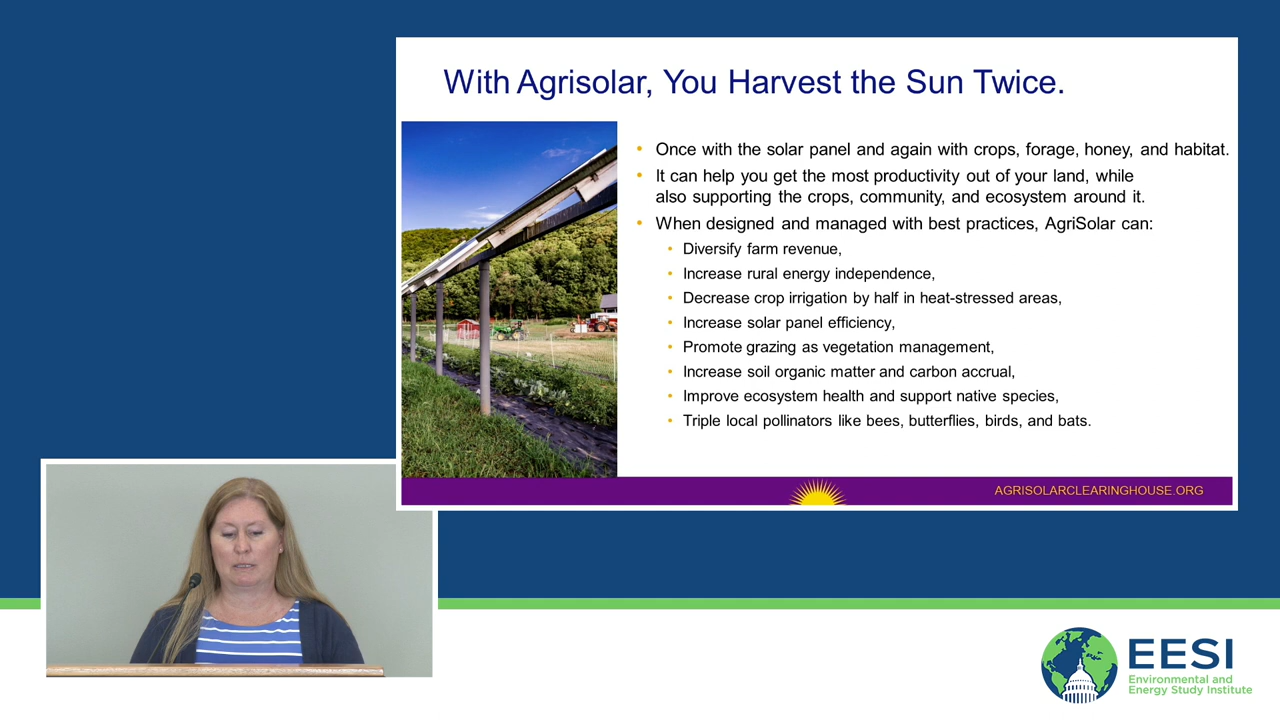 With Agrisolar, You Harvest the Sun Twice.
• Once with the solar panel and again with crops, forage, honey, and habitat.
• It can help you get the most productivity out of your land, while
also supporting the crops, community, and ecosystem around it.
• When designed and managed with best practices, AgriSolar can:
• Diversify farm revenue,
• Increase rural energy independence,
• Decrease crop irrigation by half in heat-stressed areas,
• Increase solar panel efficiency,
• Promote grazing as vegetation management,
• Increase soil organic matter and carbon accrual,
• Improve ecosystem health and support native species,
• Triple local pollinators like bees, butterflies, birds, and bats.
AGRISOLARCLEARINGHOUSE.ORG
EESI
Environmental and
Energy Study Institute